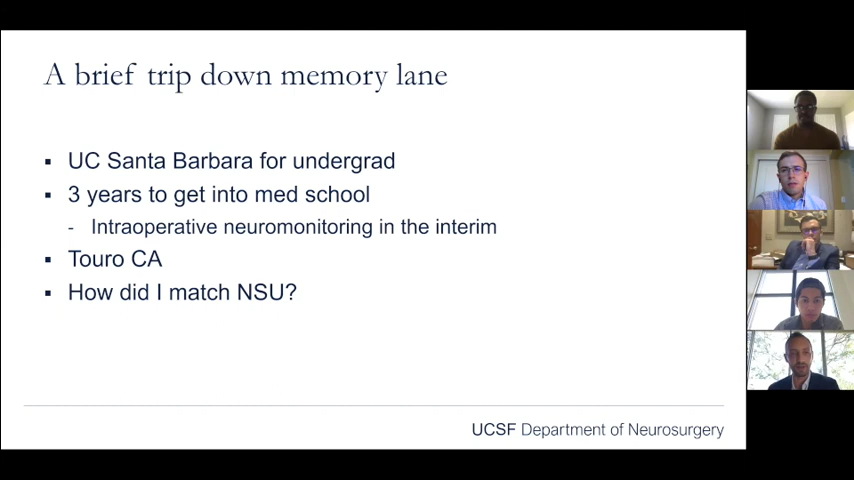 A brief trip down memory lane
▪ UC Santa Barbara for undergrad
▪ 3 years to get into med school
- Intraoperative neuromonitoring in the interim
▪ Touro CA
▪ How did I match NSU?
UCSF Department of Neurosurgery